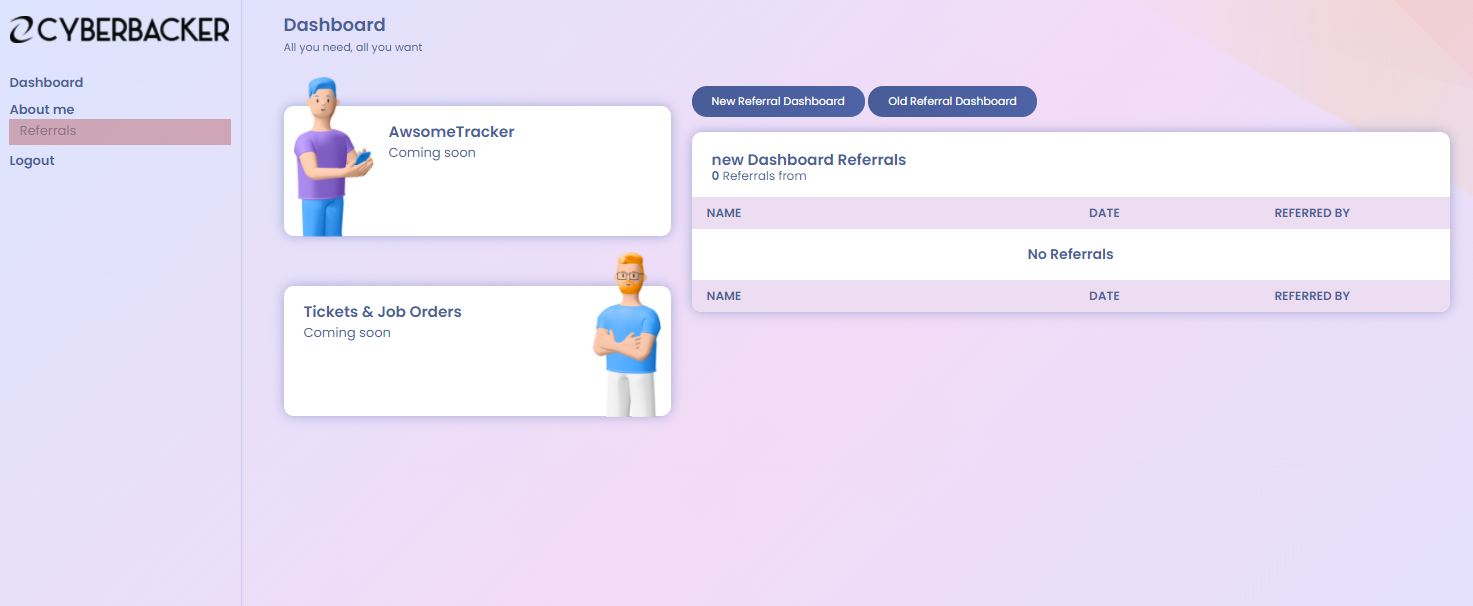 CYBERBACKER
Dashboard
About me
Referrals
Logout
Dashboard
All you need, all you want
AwsomeTracker
Coming soon
Tickets & Job Orders
Coming soon
New Referral Dashboard Old Referral Dashboard
new Dashboard Referrals
0 Referrals from
NAME DATE REFERRED BY
No Referrals
NAME DATE REFERRED BY